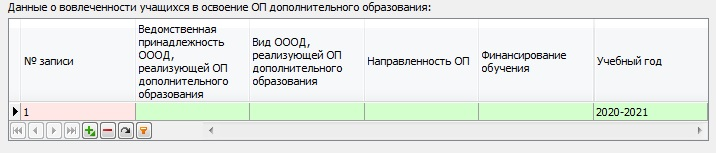 Данные о вовлеченности учащихся в освоение ОП дополнительного образования:
№ записи
Ведомственная
принадлежность
ОООД,
реализующей ОП
дополнительного
образования
Вид ОООД,
реализующей ОП
дополнительного
образования
Направленность ОП
Финансирование
обучения
Учебный год
1
2020-2021